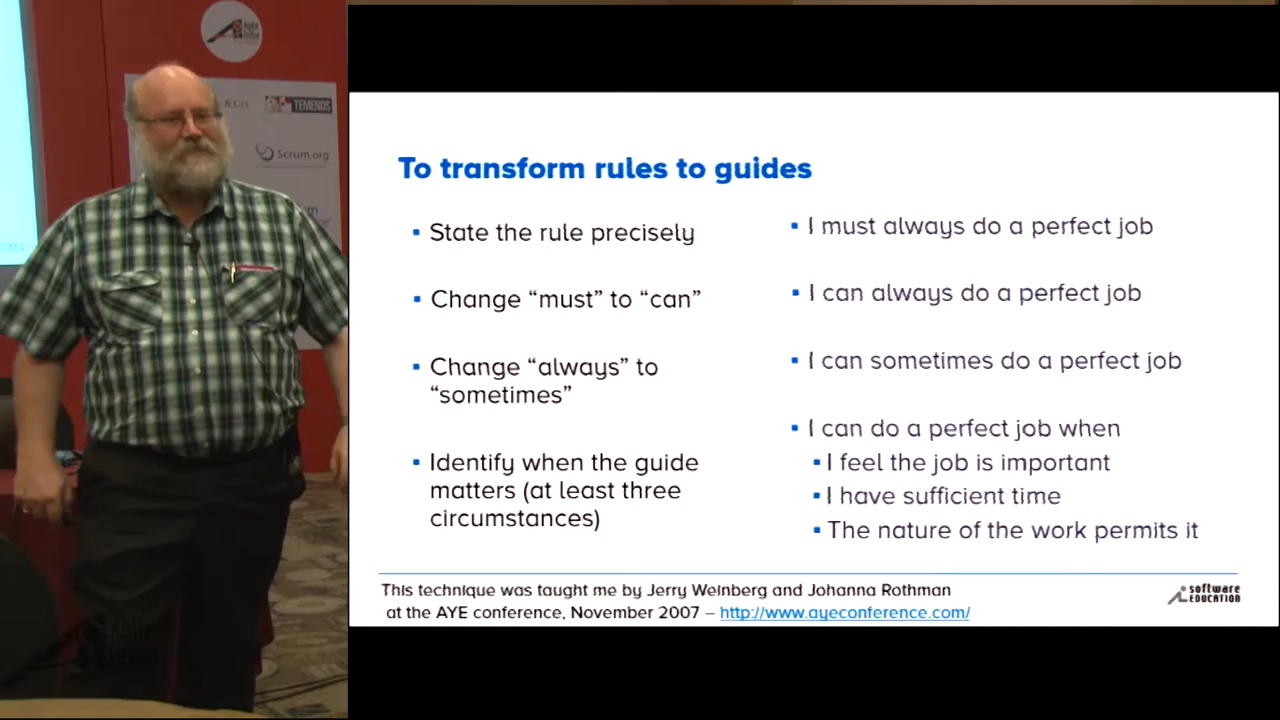 TEMENOS
Scrum.org
To transform rules to guides
▪ State the rule precisely
▪ Change “must” to “can”
▪ Change “always” to
“sometimes”
▪ Identify when the guide
matters (at least three
circumstances)
▪ I must always do a perfect job
▪ I can always do a perfect job
▪ I can sometimes do a perfect job
▪ I can do a perfect job when
▪ I feel the job is important
▪ I have sufficient time
▪ The nature of the work permits it
This technique was taught me by Jerry Weinberg and Johanna Rothman
at the AYE conference, November 2007 – http://www.ayeconference.com/
software
EDUCATION